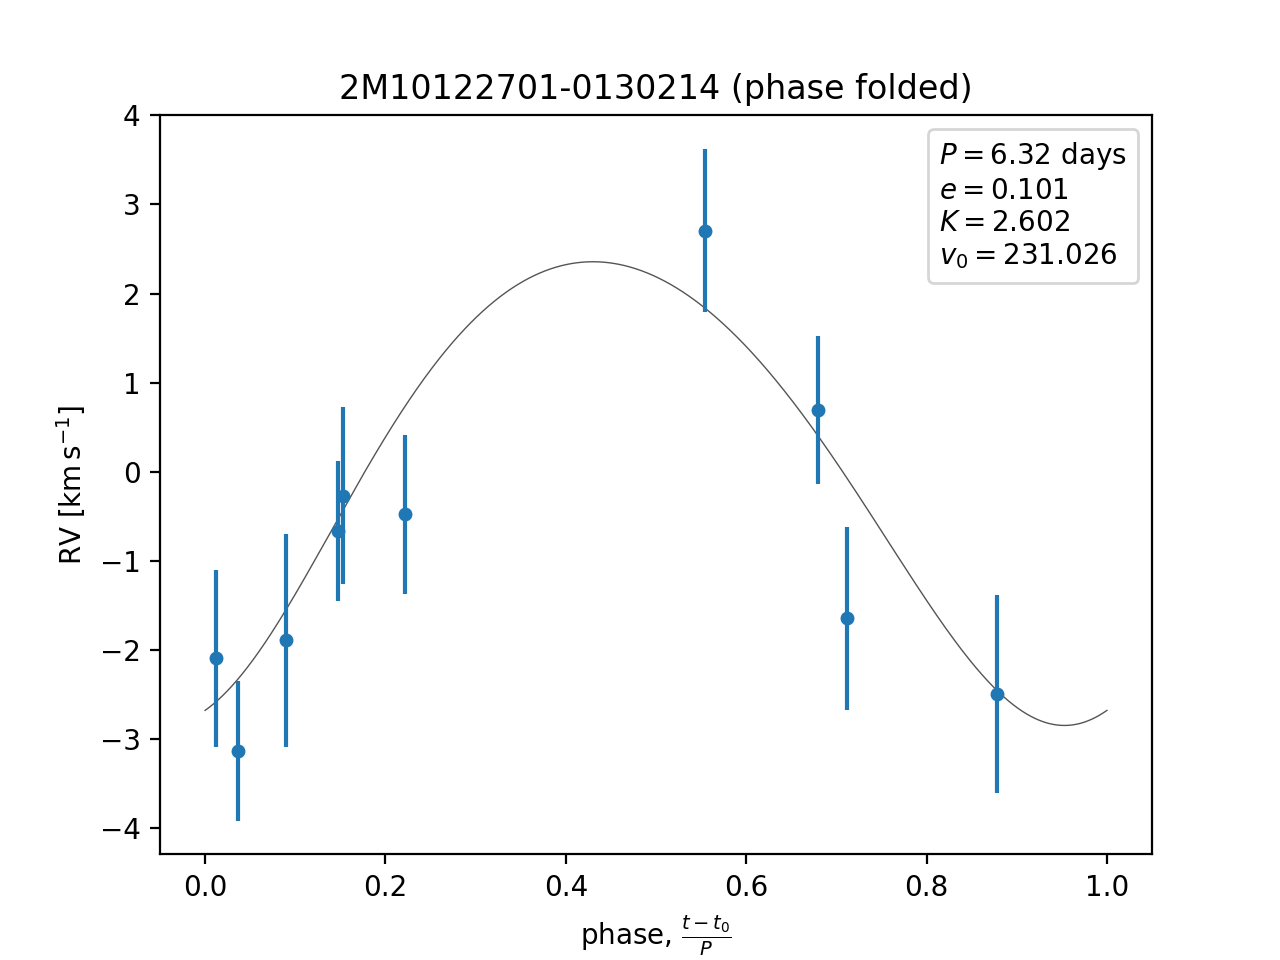 2M10122701-0130214 (phase folded)
P = 6.32 days
e = 0.101
K = 2.602
v₀ = 231.026
4
3
2
1
0
−1
−2
−3
−4
RV [km s⁻¹]
0.0 0.2 0.4 0.6 0.8 1.0
phase, (t − t₀)/P